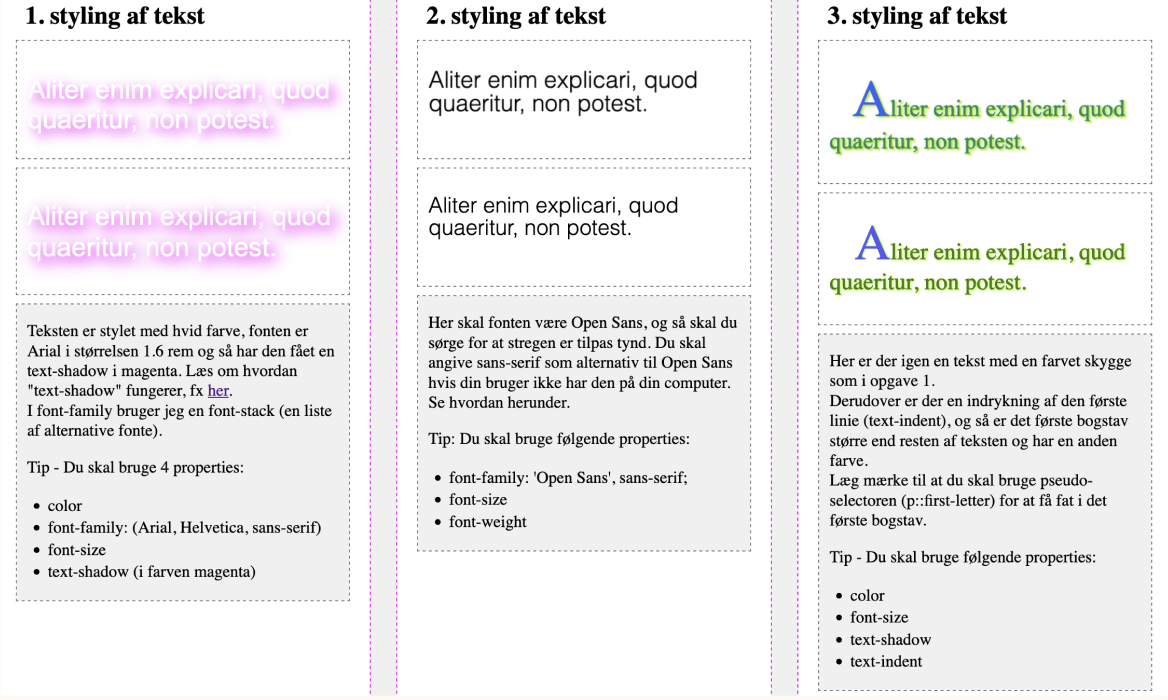 1. styling af tekst
Aliter enim explicari, quod
quaeritur, non potest.
Aliter enim explicari, quod
quaeritur, non potest.
Teksten er stylet med hvid farve, fonten er
Arial i størrelsen 1.6 rem og så har den fået en
text-shadow i magenta. Læs om hvordan
"text-shadow" fungerer, fx her.
I font-family bruger jeg en font-stack (en liste
af alternative fonte).
Tip - Du skal bruge 4 properties:
• color
• font-family: (Arial, Helvetica, sans-serif)
• font-size
• text-shadow (i farven magenta)
2. styling af tekst
Aliter enim explicari, quod
quaeritur, non potest.
Aliter enim explicari, quod
quaeritur, non potest.
Her skal fonten være Open Sans, og så skal du
sørge for at stregen er tilpas tynd. Du skal
angive sans-serif som alternativ til Open Sans
hvis din bruger ikke har den på din computer.
Se hvordan herunder.
Tip: Du skal bruge følgende properties:
• font-family: 'Open Sans', sans-serif;
• font-size
• font-weight
3. styling af tekst
Aliter enim explicari, quod
quaeritur, non potest.
Aliter enim explicari, quod
quaeritur, non potest.
Her er der igen en tekst med en farvet skygge
som i opgave 1.
Derudover er der en indrykning af den første
linie (text-indent), og så er det første bogstav
større end resten af teksten og har en anden
farve.
Læg mærke til at du skal bruge pseudo-
selectoren (p::first-letter) for at få fat i det
første bogstav.
Tip - Du skal bruge følgende properties:
• color
• font-size
• text-shadow
• text-indent